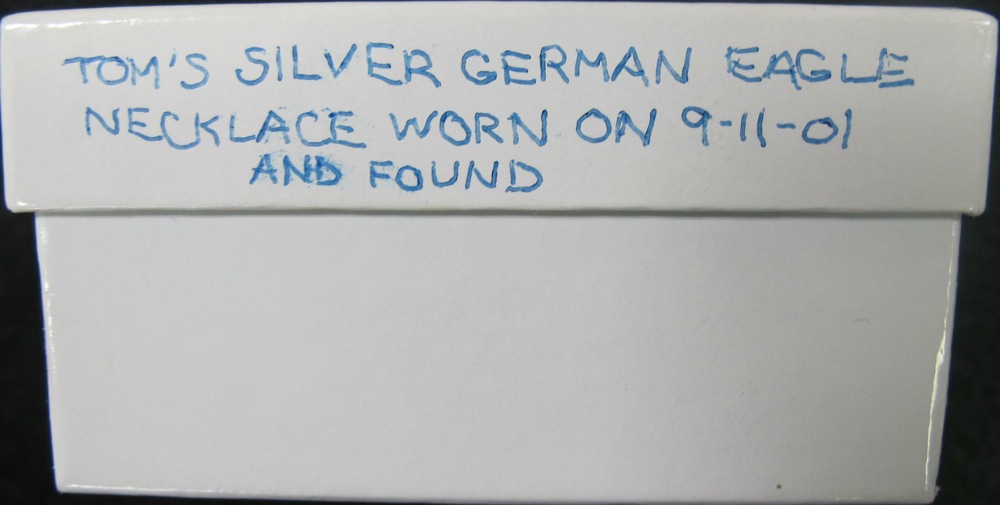 TOM'S SILVER GERMAN EAGLE
NECKLACE WORN ON 9-11-01
AND FOUND